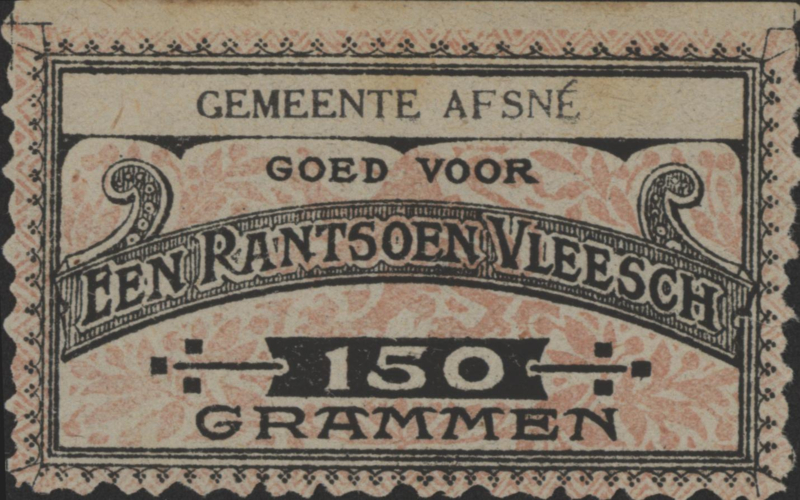 GEMEENTE AFSNÉ
GOED VOOR
EEN RANTSOEN VLEESCH
150
GRAMMEN